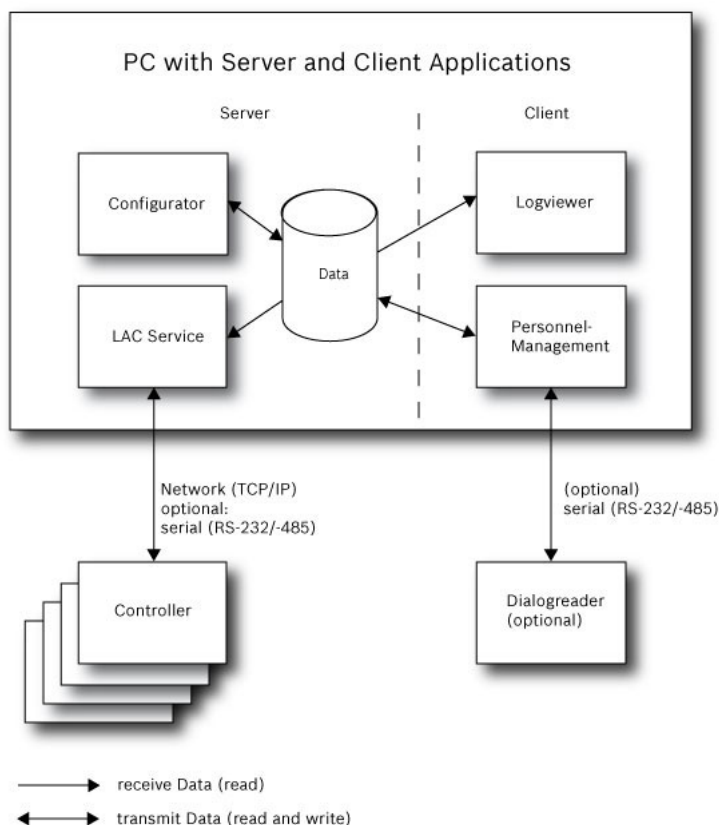 PC with Server and Client Applications
Server
Client
Configurator
Data
Logviewer
LAC Service
Personnel-
Management
Network (TCP/IP)
optional:
serial (RS-232/-485)
(optional)
serial (RS-232/-485)
Controller
Dialogreader
(optional)
receive Data (read)
transmit Data (read and write)